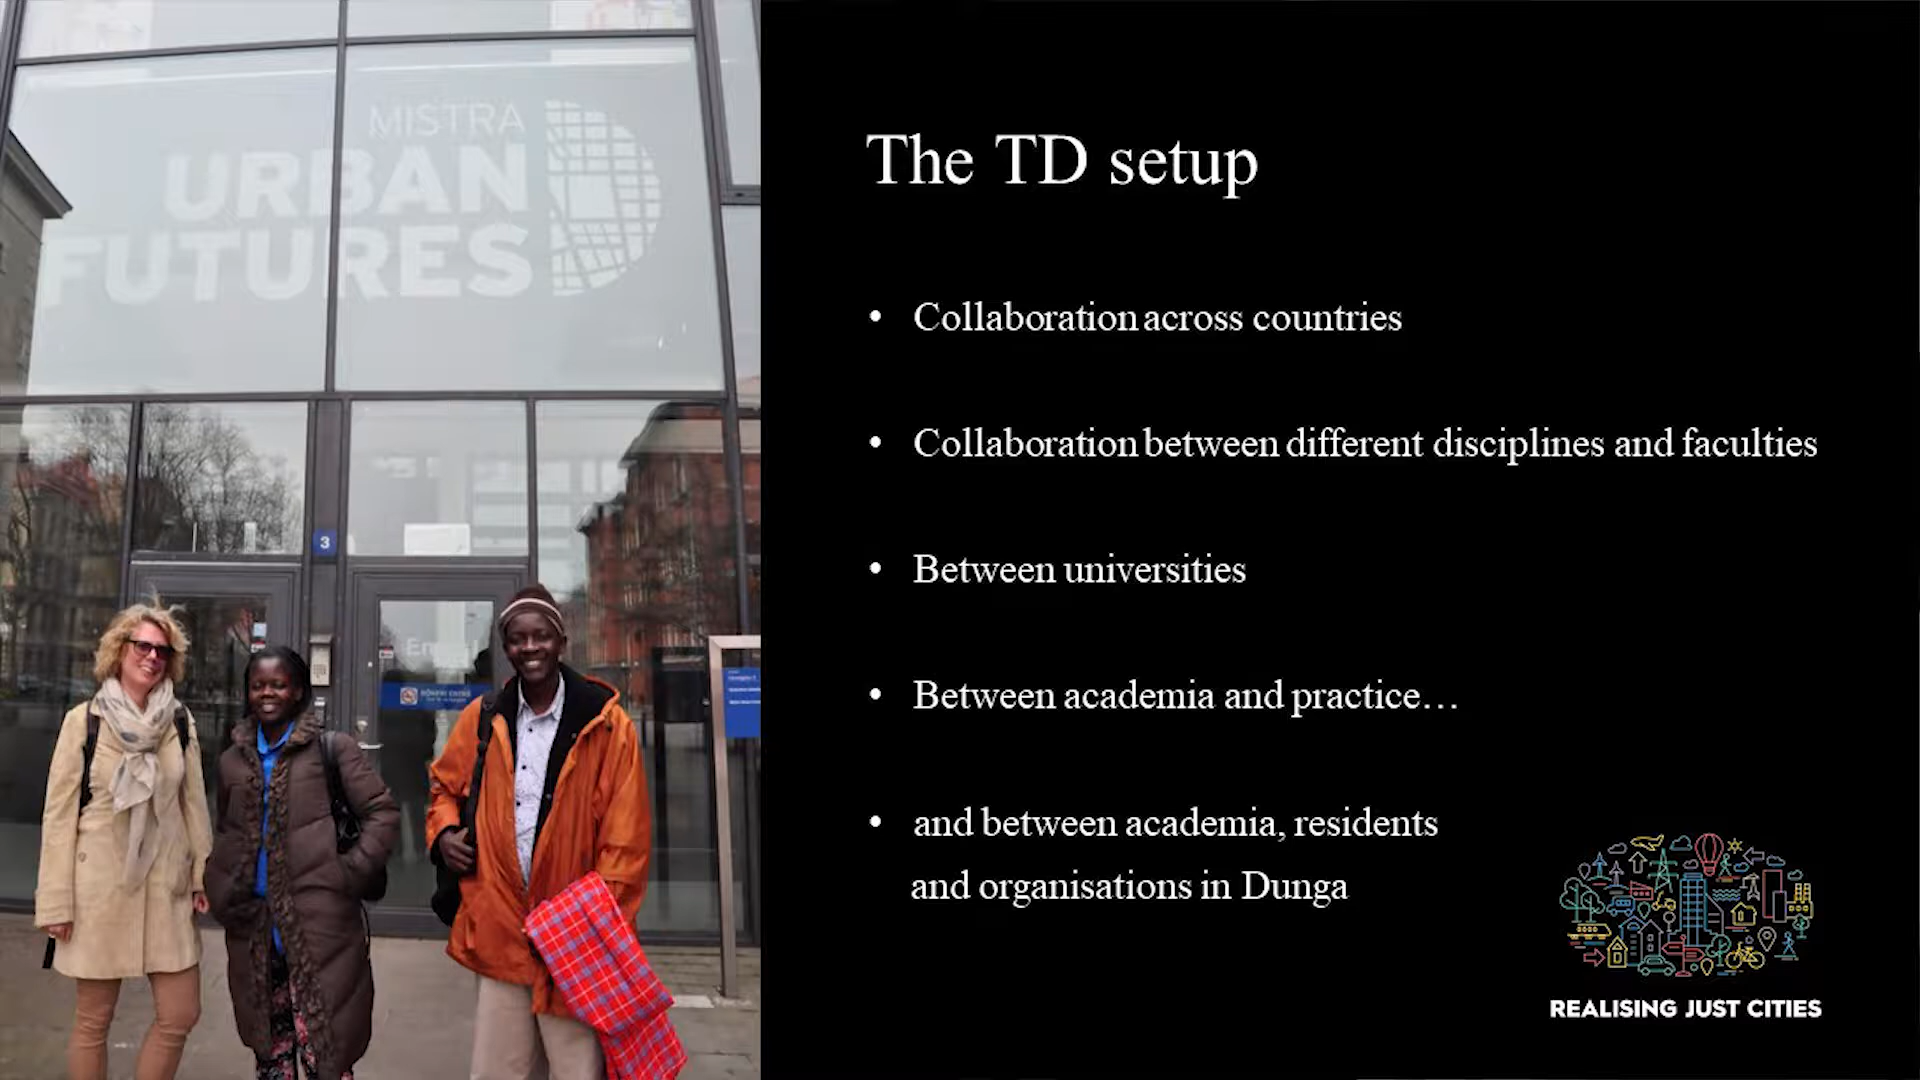 MISTRA
URBAN
FUTURES
3
The TD setup
• Collaboration across countries
• Collaboration between different disciplines and faculties
• Between universities
• Between academia and practice…
• and between academia, residents
and organisations in Dunga
REALISING JUST CITIES